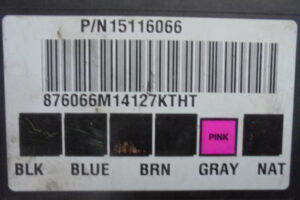 P/N15116066
876066M14127KTHT
PINK
BLK BLUE BRN GRAY NAT